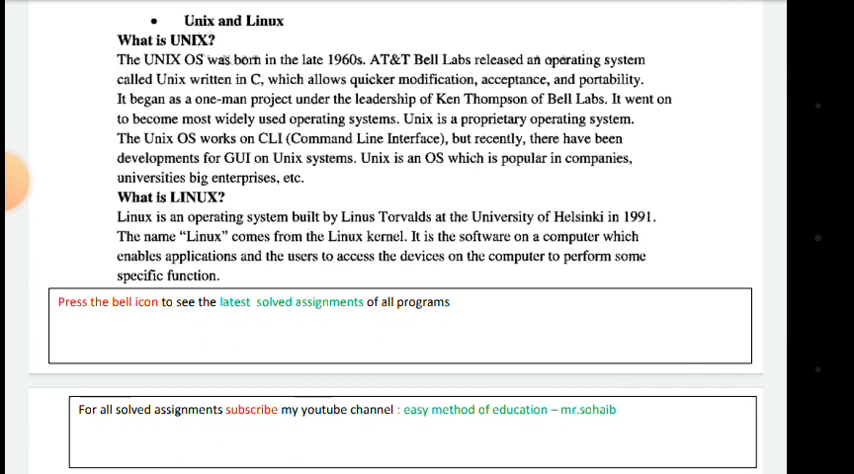 • Unix and Linux
What is UNIX?
The UNIX OS was born in the late 1960s. AT&T Bell Labs released an operating system
called Unix written in C, which allows quicker modification, acceptance, and portability.
It began as a one-man project under the leadership of Ken Thompson of Bell Labs. It went on
to become most widely used operating systems. Unix is a proprietary operating system.
The Unix OS works on CLI (Command Line Interface), but recently, there have been
developments for GUI on Unix systems. Unix is an OS which is popular in companies,
universities big enterprises, etc.
What is LINUX?
Linux is an operating system built by Linus Torvalds at the University of Helsinki in 1991.
The name “Linux” comes from the Linux kernel. It is the software on a computer which
enables applications and the users to access the devices on the computer to perform some
specific function.
Press the bell icon to see the latest solved assignments of all programs
For all solved assignments subscribe my youtube channel : easy method of education – mr.sohaib